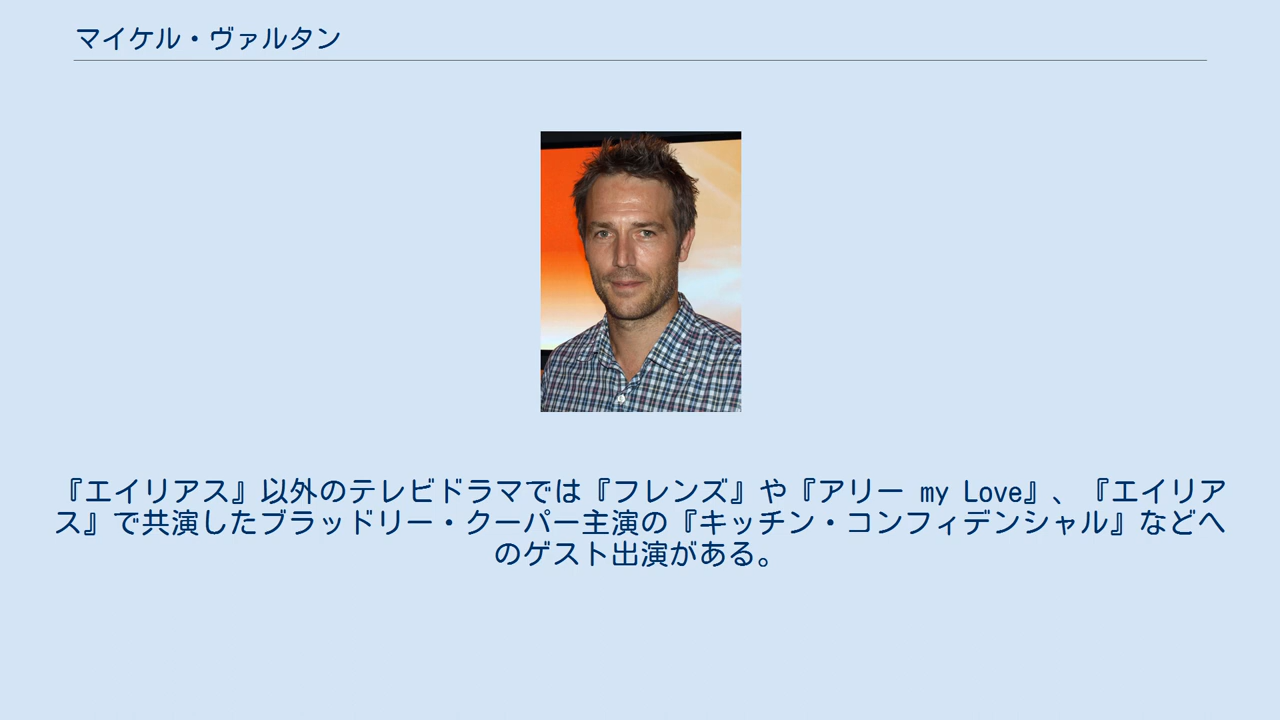 マイケル・ヴァルタン
『エイリアス』以外のテレビドラマでは『フレンズ』や『アリー my Love』、『エイリア
ス』で共演したブラッドリー・クーパー主演の『キッチン・コンフィデンシャル』などへ
のゲスト出演がある。